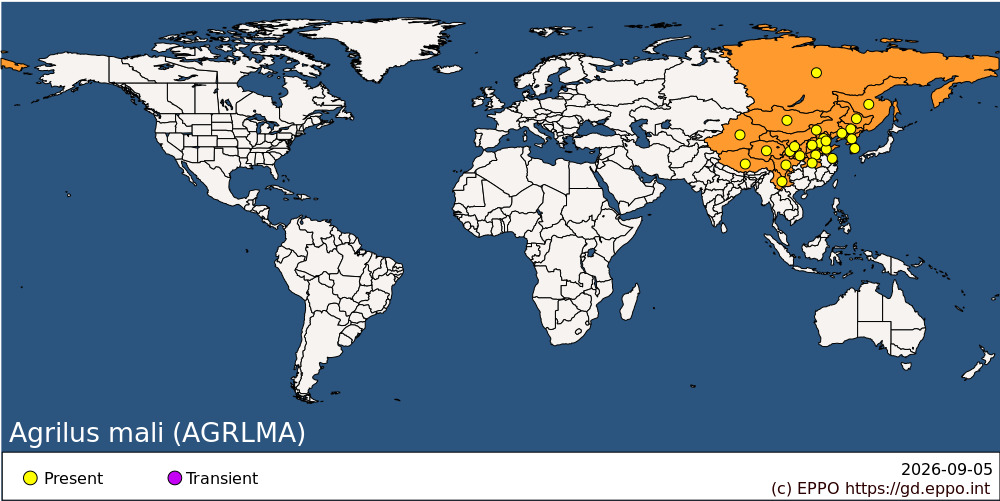 Agrilus mali (AGRLMA)
Present
Transient
2026-09-05
(c) EPPO https://gd.eppo.int